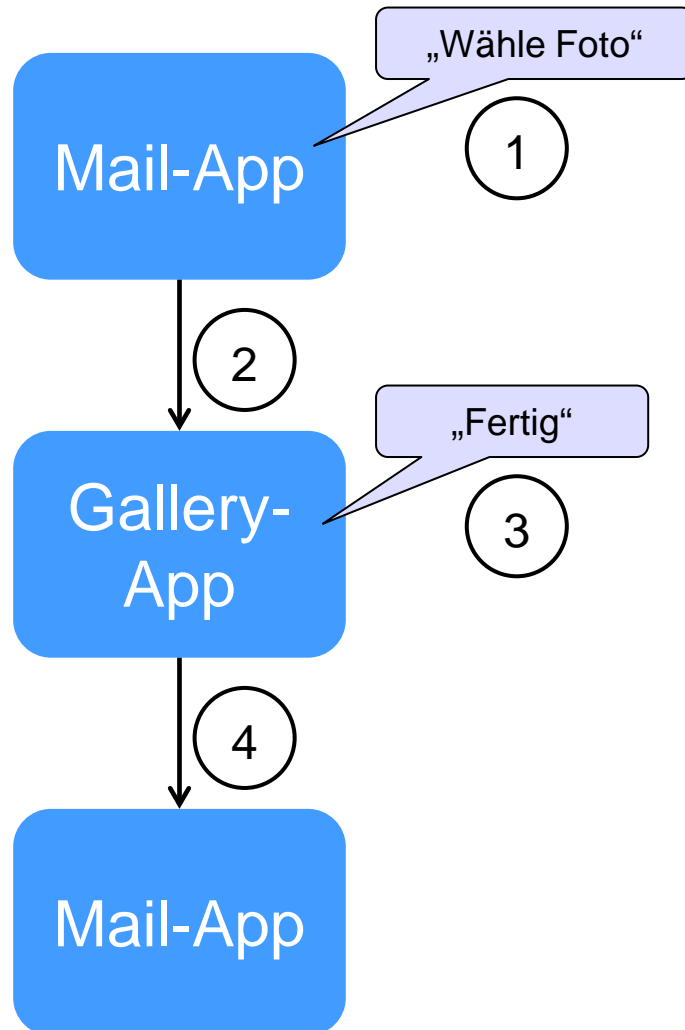 „Wähle Foto“
Mail-App
1
2
„Fertig“
Gallery-
App
3
4
Mail-App